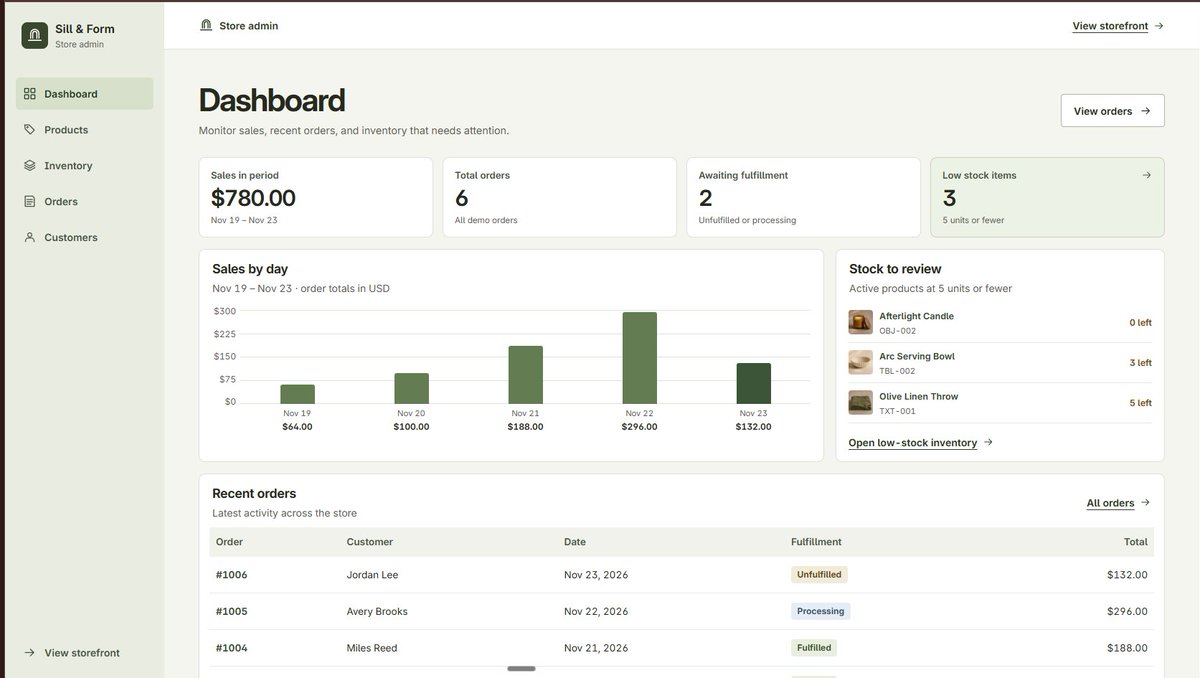 Sill & Form
Store admin
Dashboard
Products
Inventory
Orders
Customers
View storefront
Store admin
View storefront
Dashboard
Monitor sales, recent orders, and inventory that needs attention.
View orders
Sales in period
$780.00
Nov 19 – Nov 23
Total orders
6
All demo orders
Awaiting fulfillment
2
Unfulfilled or processing
Low stock items
3
5 units or fewer
Sales by day
Nov 19 – Nov 23 · order totals in USD
$300
$225
$150
$75
$0
Nov 19 Nov 20 Nov 21 Nov 22 Nov 23
$64.00 $100.00 $188.00 $296.00 $132.00
Stock to review
Active products at 5 units or fewer
Afterlight Candle
OBJ-002
0 left
Arc Serving Bowl
TBL-002
3 left
Olive Linen Throw
TXT-001
5 left
Open low-stock inventory
Recent orders
Latest activity across the store
All orders
Order Customer Date Fulfillment Total
#1006 Jordan Lee Nov 23, 2026 Unfulfilled $132.00
#1005 Avery Brooks Nov 22, 2026 Processing $296.00
#1004 Miles Reed Nov 21, 2026 Fulfilled $188.00